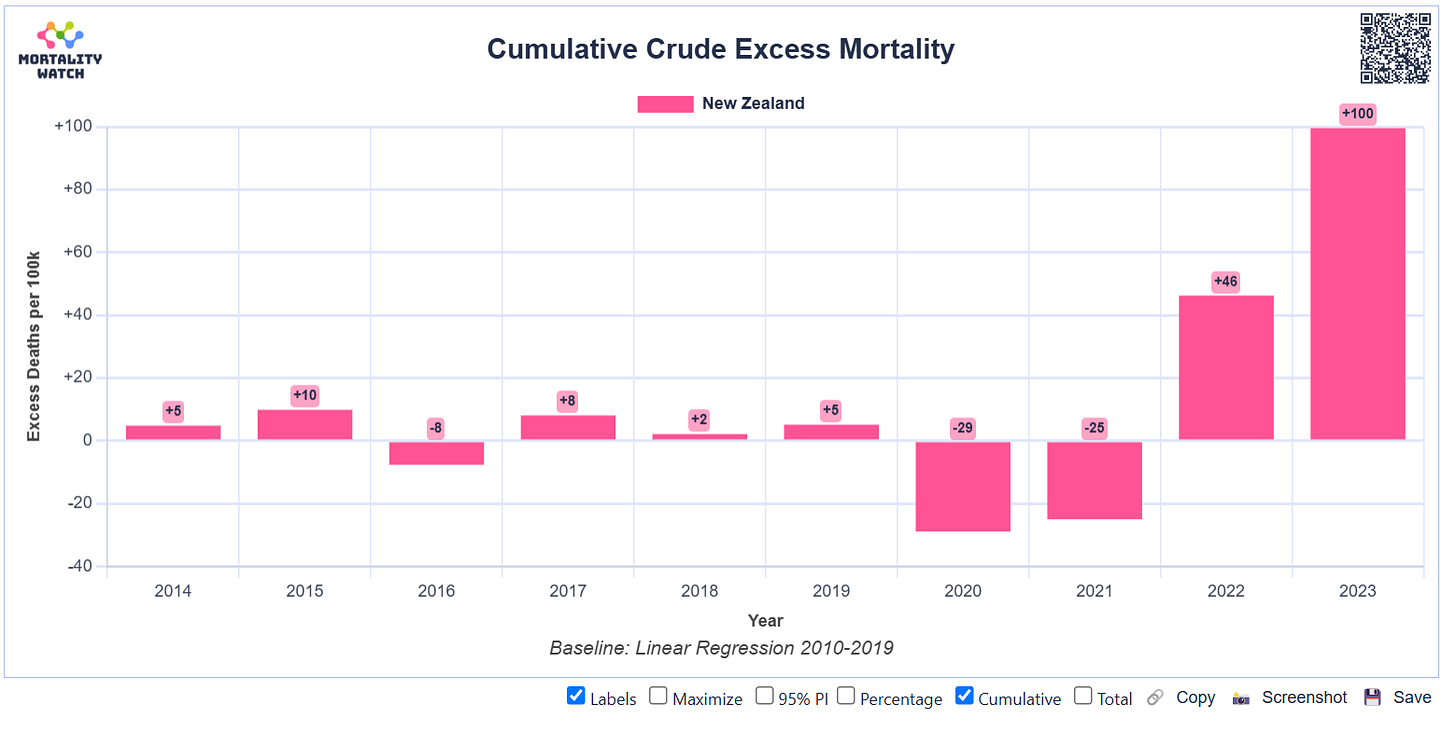 MORTALITY
WATCH
Cumulative Crude Excess Mortality
New Zealand
Excess Deaths per 100k
+100
+80
+60
+40
+20
0
-20
-40
+5
+10
-8
+8
+2
+5
-29
-25
+46
+100
2014 2015 2016 2017 2018 2019 2020 2021 2022 2023
Year
Baseline: Linear Regression 2010-2019
Labels Maximize 95% PI Percentage Cumulative Total Copy Screenshot Save